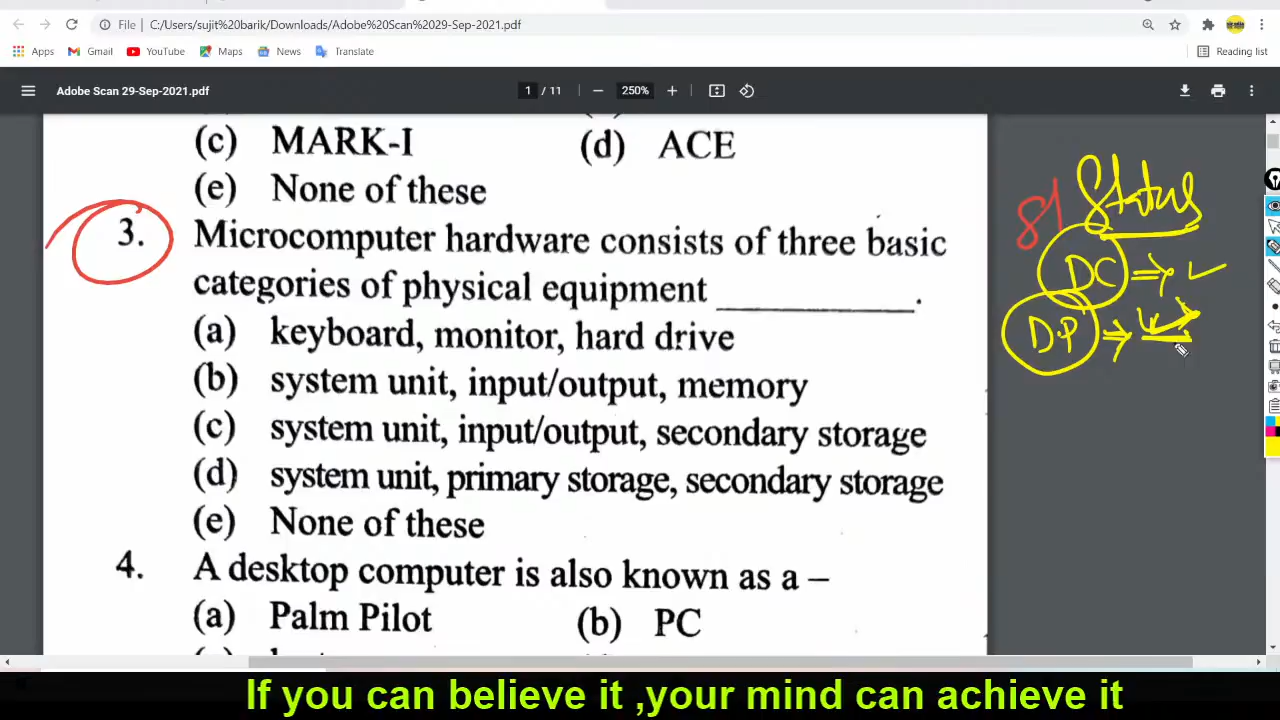 File
C:/Users/sujit%20barik/Downloads/Adobe%20Scan%2029-Sep-2021.pdf
Apps Gmail YouTube Maps News Translate Reading list
Adobe Scan 29-Sep-2021.pdf 1 / 11 250%
(c) MARK-I (d) ACE
(e) None of these
3. Microcomputer hardware consists of three basic
categories of physical equipment ____________.
(a) keyboard, monitor, hard drive
(b) system unit, input/output, memory
(c) system unit, input/output, secondary storage
(d) system unit, primary storage, secondary storage
(e) None of these
4. A desktop computer is also known as a –
(a) Palm Pilot (b) PC
Status
DC ⇒ ✓
DP ⇒
If you can believe it ,your mind can achieve it